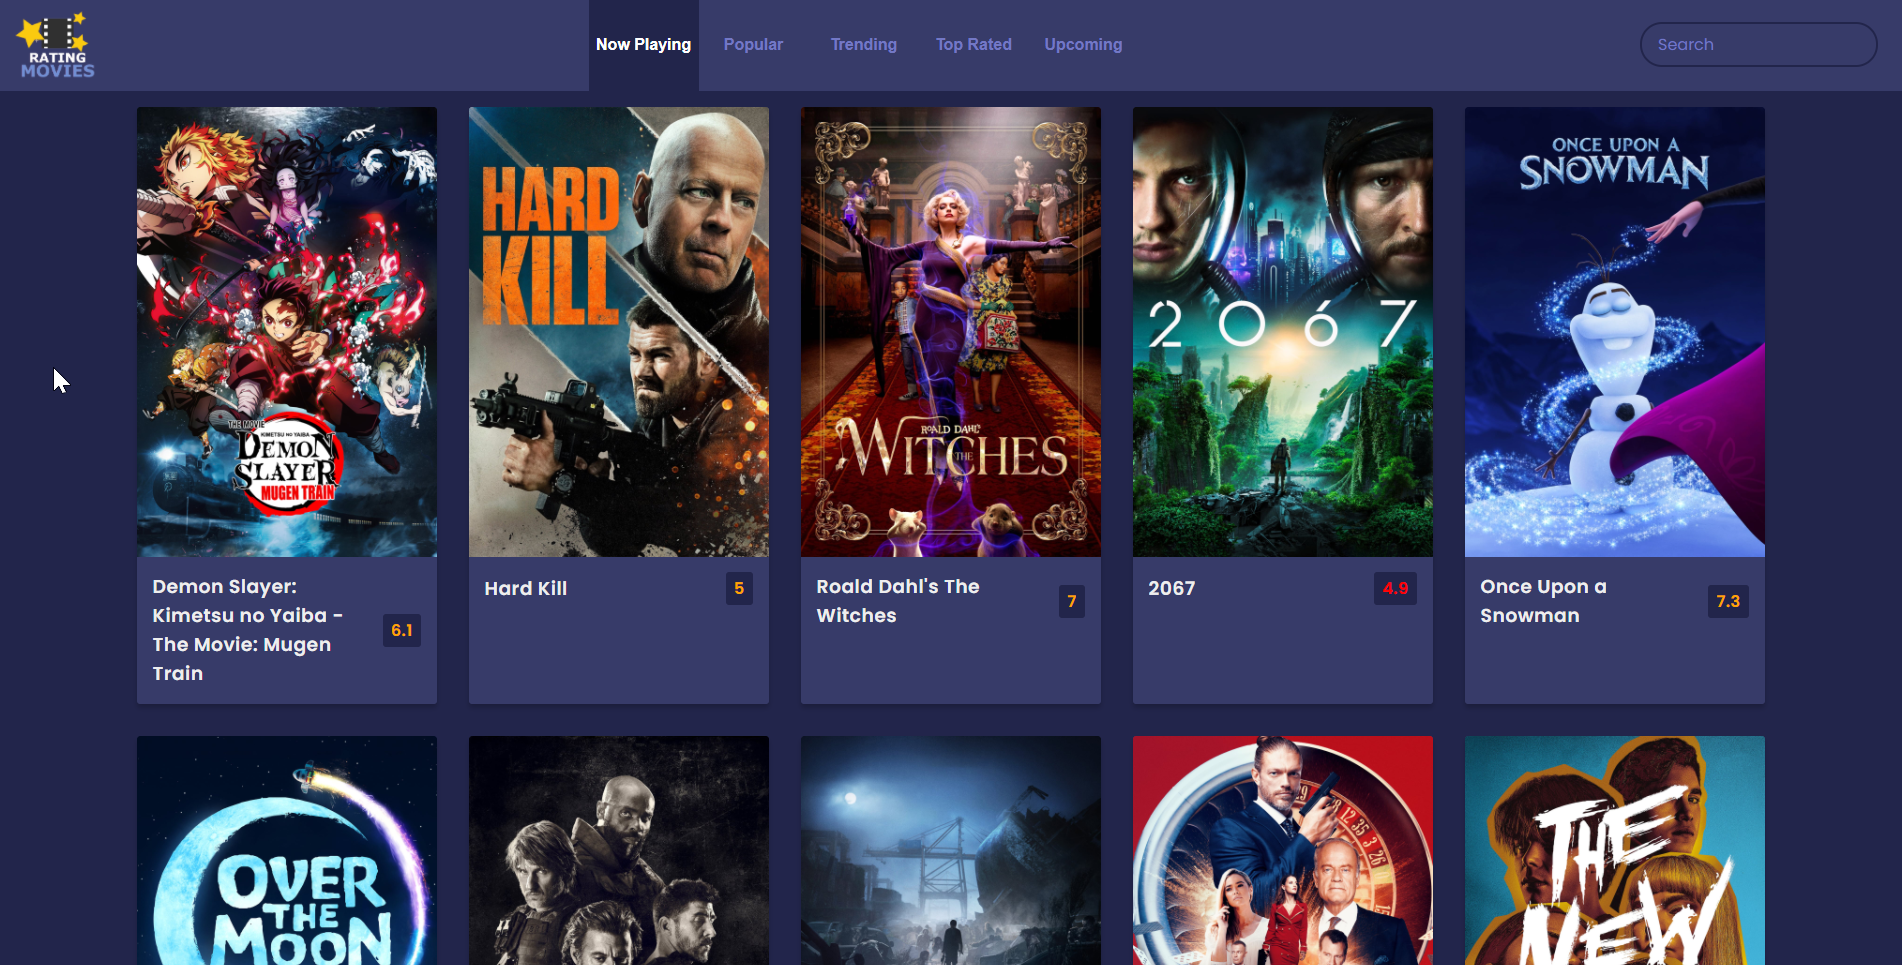 RATING
MOVIES
Now Playing
Popular
Trending
Top Rated
Upcoming
Search
THE MOVIE
KIMETSU NO YAIBA
DEMON
SLAYER
MUGEN TRAIN
HARD
KILL
ROALD DAHL'S
THE
WITCHES
2067
ONCE UPON A
SNOWMAN
Demon Slayer:
Kimetsu no Yaiba -
The Movie: Mugen
Train
6.1
Hard Kill
5
Roald Dahl's The
Witches
7
2067
4.9
Once Upon a
Snowman
7.3
OVER
THE
MOON
THE
NEW